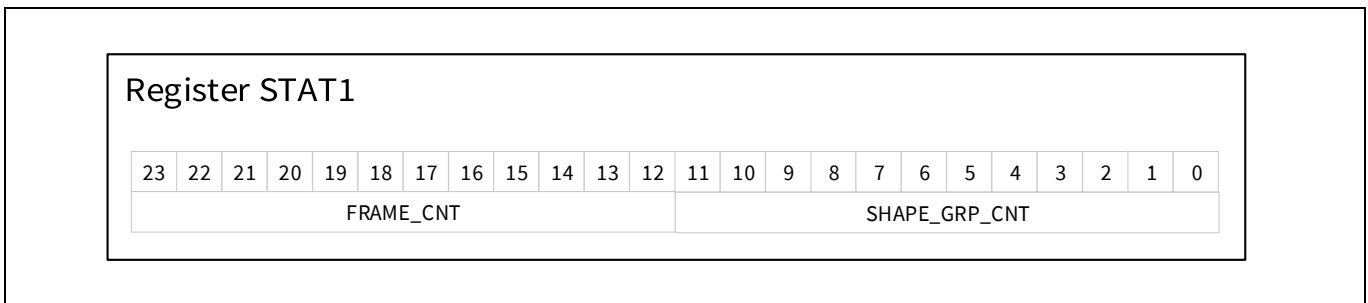 Register STAT1
23 22 21 20 19 18 17 16 15 14 13 12 11 10 9 8 7 6 5 4 3 2 1 0
FRAME_CNT SHAPE_GRP_CNT